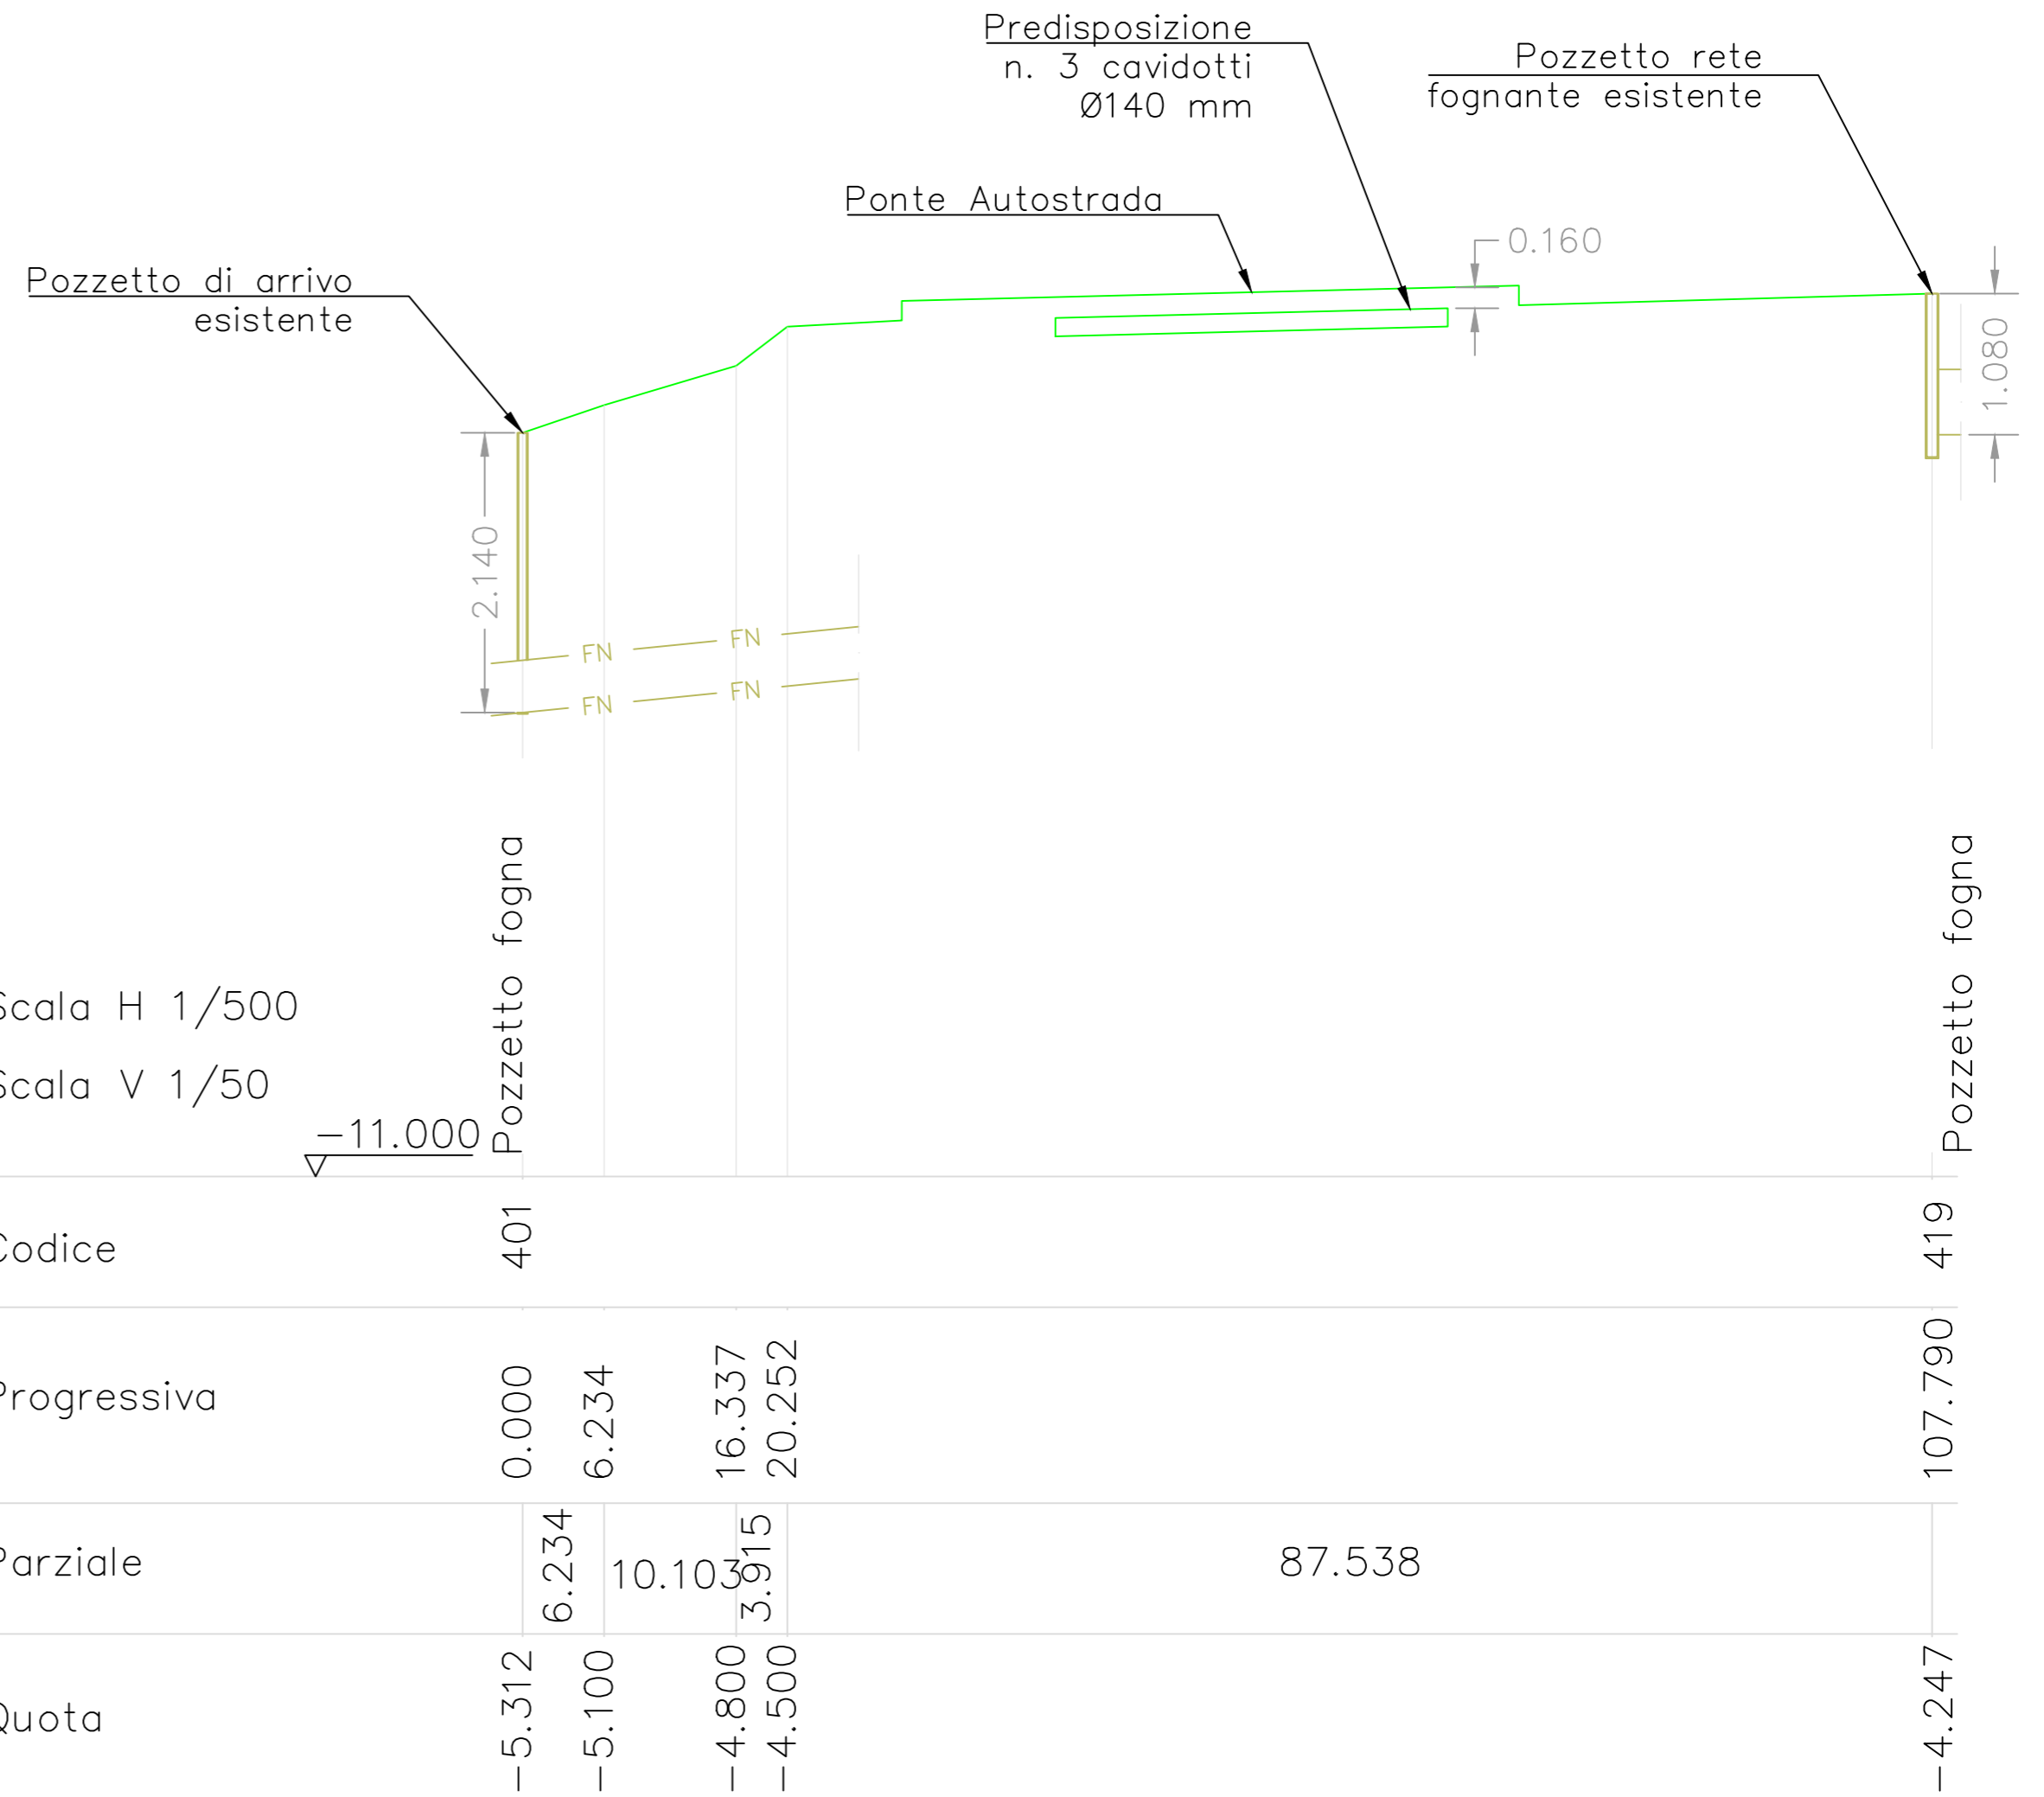 Predisposizione
n. 3 cavidotti
Ø140 mm
Pozzetto rete
fognante esistente
Ponte Autostrada
0.160
Pozzetto di arrivo
esistente
1.080
2.140
FN
FN
FN
FN
Pozzetto fogna
Pozzetto fogna
Scala H 1/500
Scala V 1/50
-11.000
Codice 401 419
Progressiva 0.000 6.234 16.337 20.252 107.790
Parziale 6.234 10.103 3.915 87.538
Quota -5.312 -5.100 -4.800 -4.500 -4.247